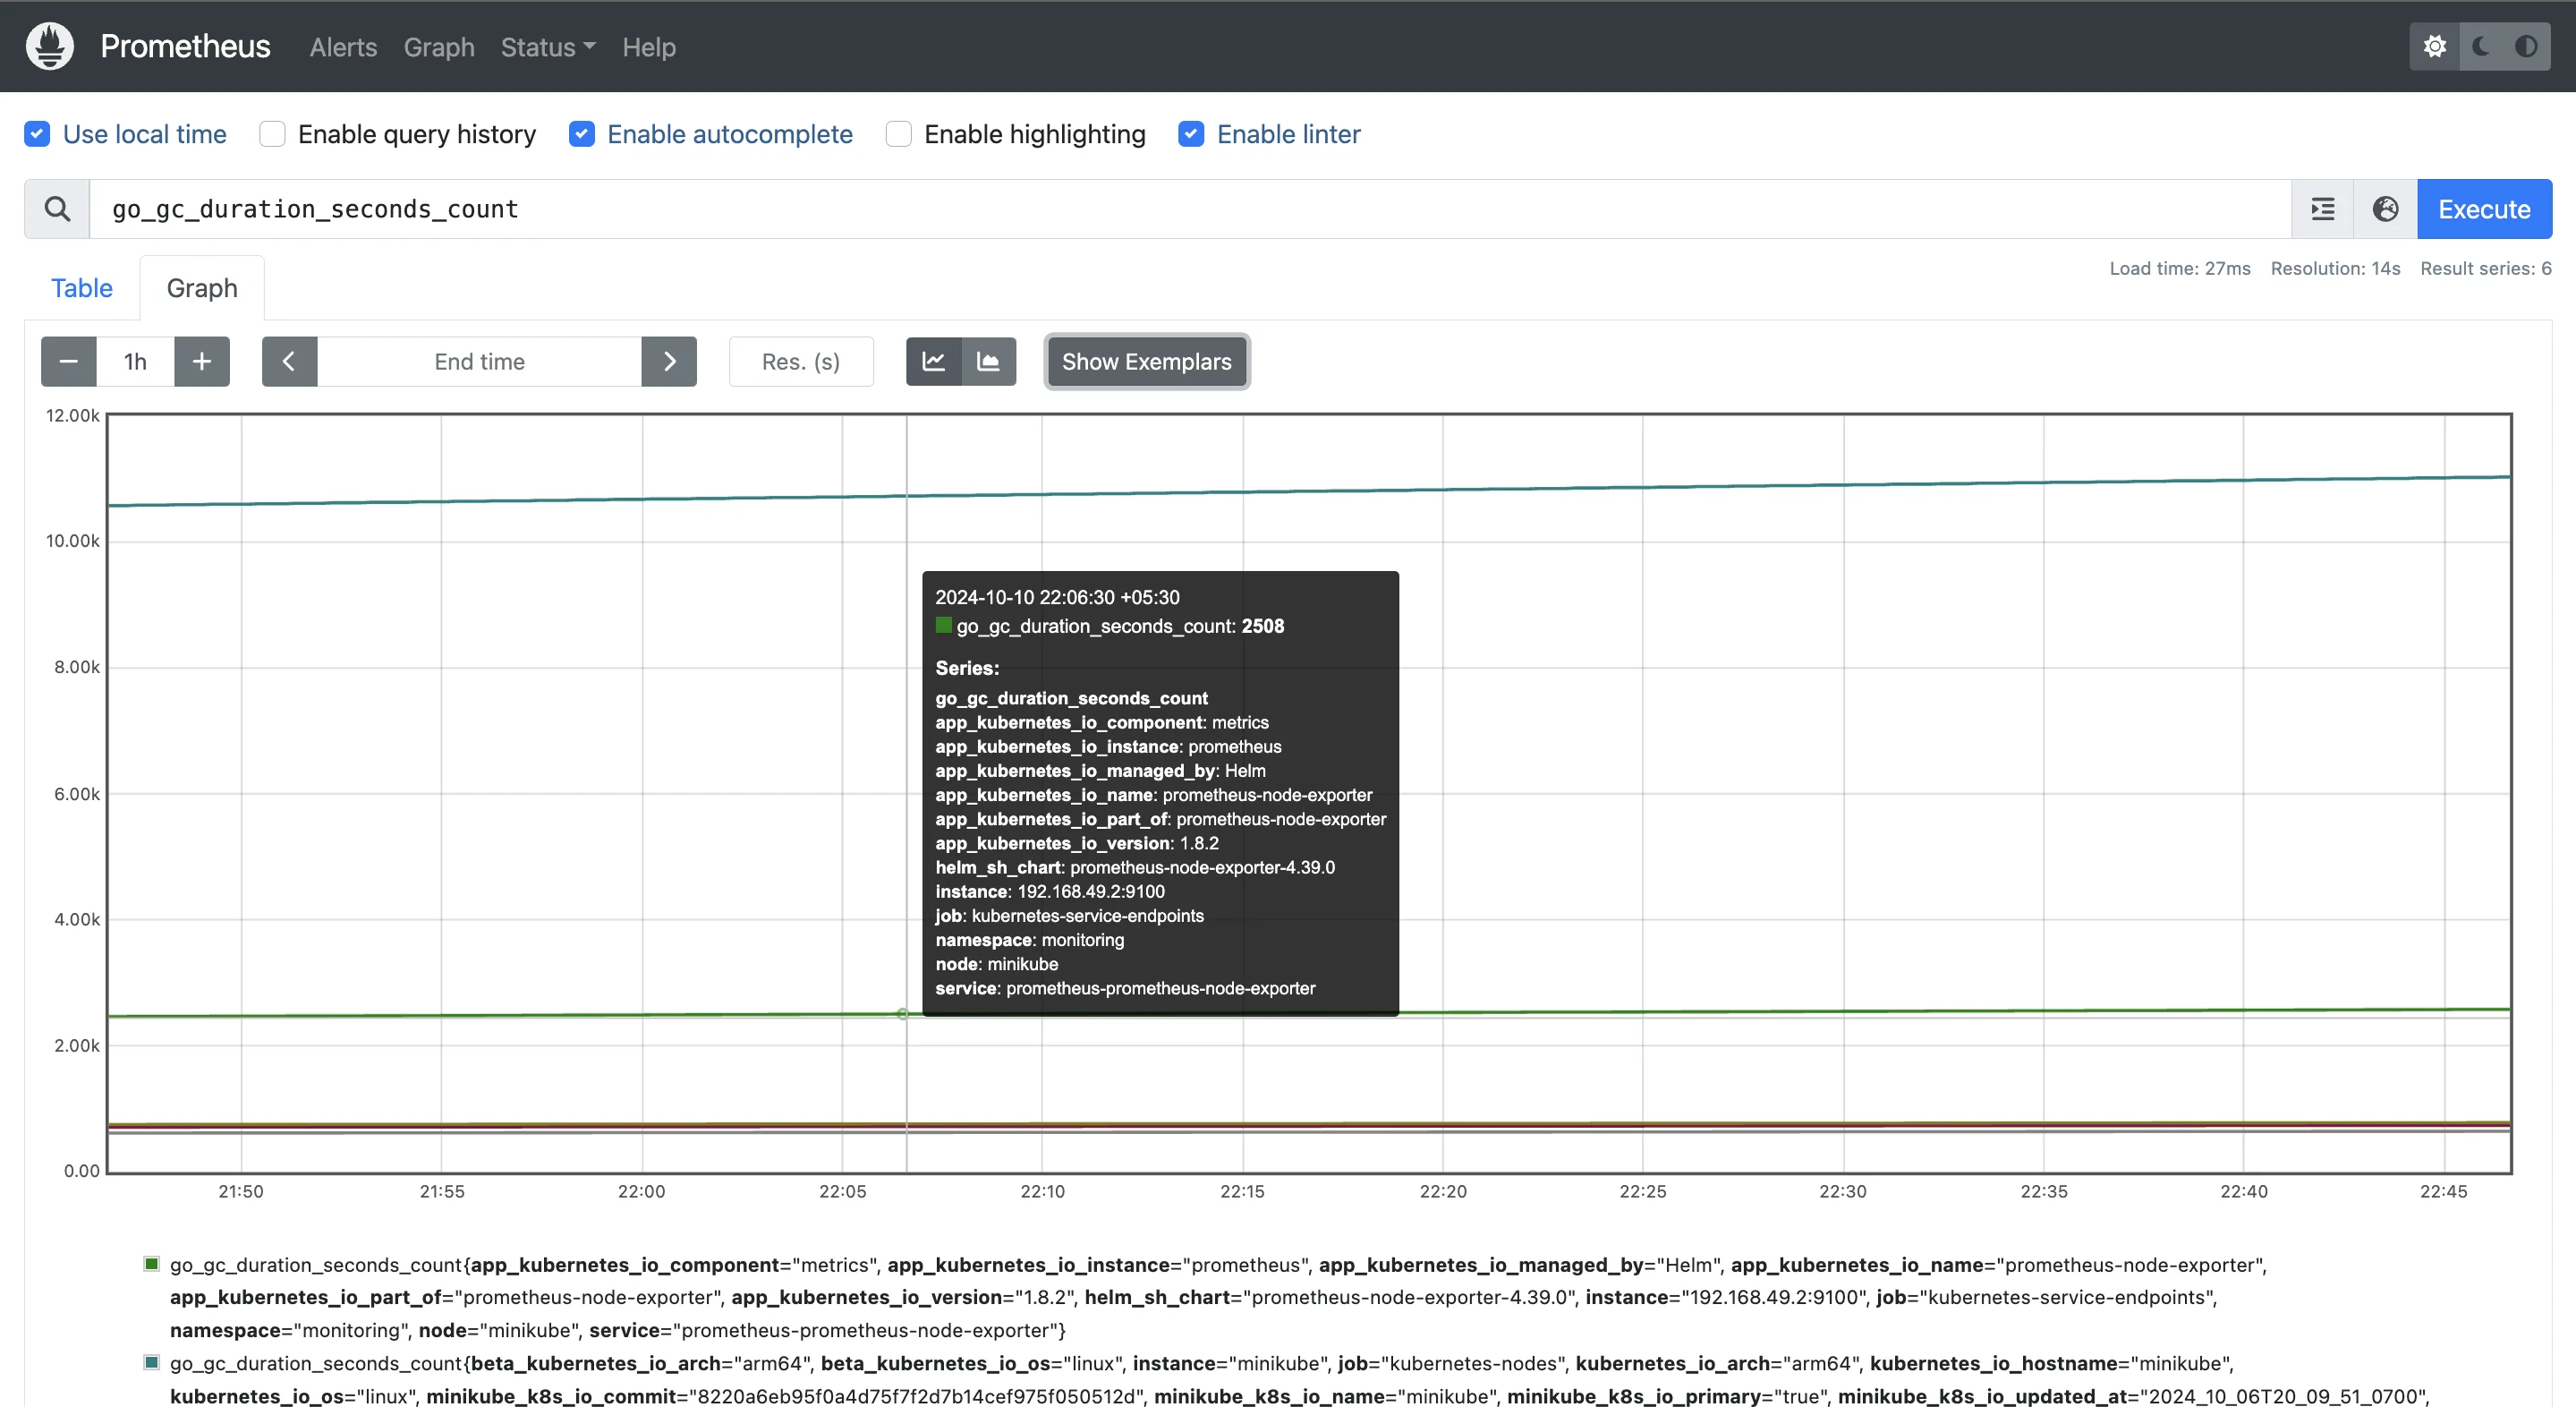 Prometheus Alerts Graph Status Help
Use local time Enable query history Enable autocomplete Enable highlighting Enable linter
go_gc_duration_seconds_count Execute
Load time: 27ms Resolution: 14s Result series: 6
Table Graph
1h End time Res. (s) Show Exemplars
12.00k
10.00k
2024-10-10 22:06:30 +05:30
go_gc_duration_seconds_count: 2508
8.00k
Series:
go_gc_duration_seconds_count
app_kubernetes_io_component: metrics
app_kubernetes_io_instance: prometheus
app_kubernetes_io_managed_by: Helm
6.00k
app_kubernetes_io_name: prometheus-node-exporter
app_kubernetes_io_part_of: prometheus-node-exporter
app_kubernetes_io_version: 1.8.2
helm_sh_chart: prometheus-node-exporter-4.39.0
instance: 192.168.49.2:9100
4.00k
job: kubernetes-service-endpoints
namespace: monitoring
node: minikube
service: prometheus-prometheus-node-exporter
2.00k
0.00
21:50 21:55 22:00 22:05 22:10 22:15 22:20 22:25 22:30 22:35 22:40 22:45
go_gc_duration_seconds_count{app_kubernetes_io_component="metrics", app_kubernetes_io_instance="prometheus", app_kubernetes_io_managed_by="Helm", app_kubernetes_io_name="prometheus-node-exporter",
app_kubernetes_io_part_of="prometheus-node-exporter", app_kubernetes_io_version="1.8.2", helm_sh_chart="prometheus-node-exporter-4.39.0", instance="192.168.49.2:9100", job="kubernetes-service-endpoints",
namespace="monitoring", node="minikube", service="prometheus-prometheus-node-exporter"}
go_gc_duration_seconds_count{beta_kubernetes_io_arch="arm64", beta_kubernetes_io_os="linux", instance="minikube", job="kubernetes-nodes", kubernetes_io_arch="arm64", kubernetes_io_hostname="minikube",
kubernetes_io_os="linux", minikube_k8s_io_commit="8220a6eb95f0a4d75f7f2d7b14cef975f050512d", minikube_k8s_io_name="minikube", minikube_k8s_io_primary="true", minikube_k8s_io_updated_at="2024_10_06T20_09_51_0700",